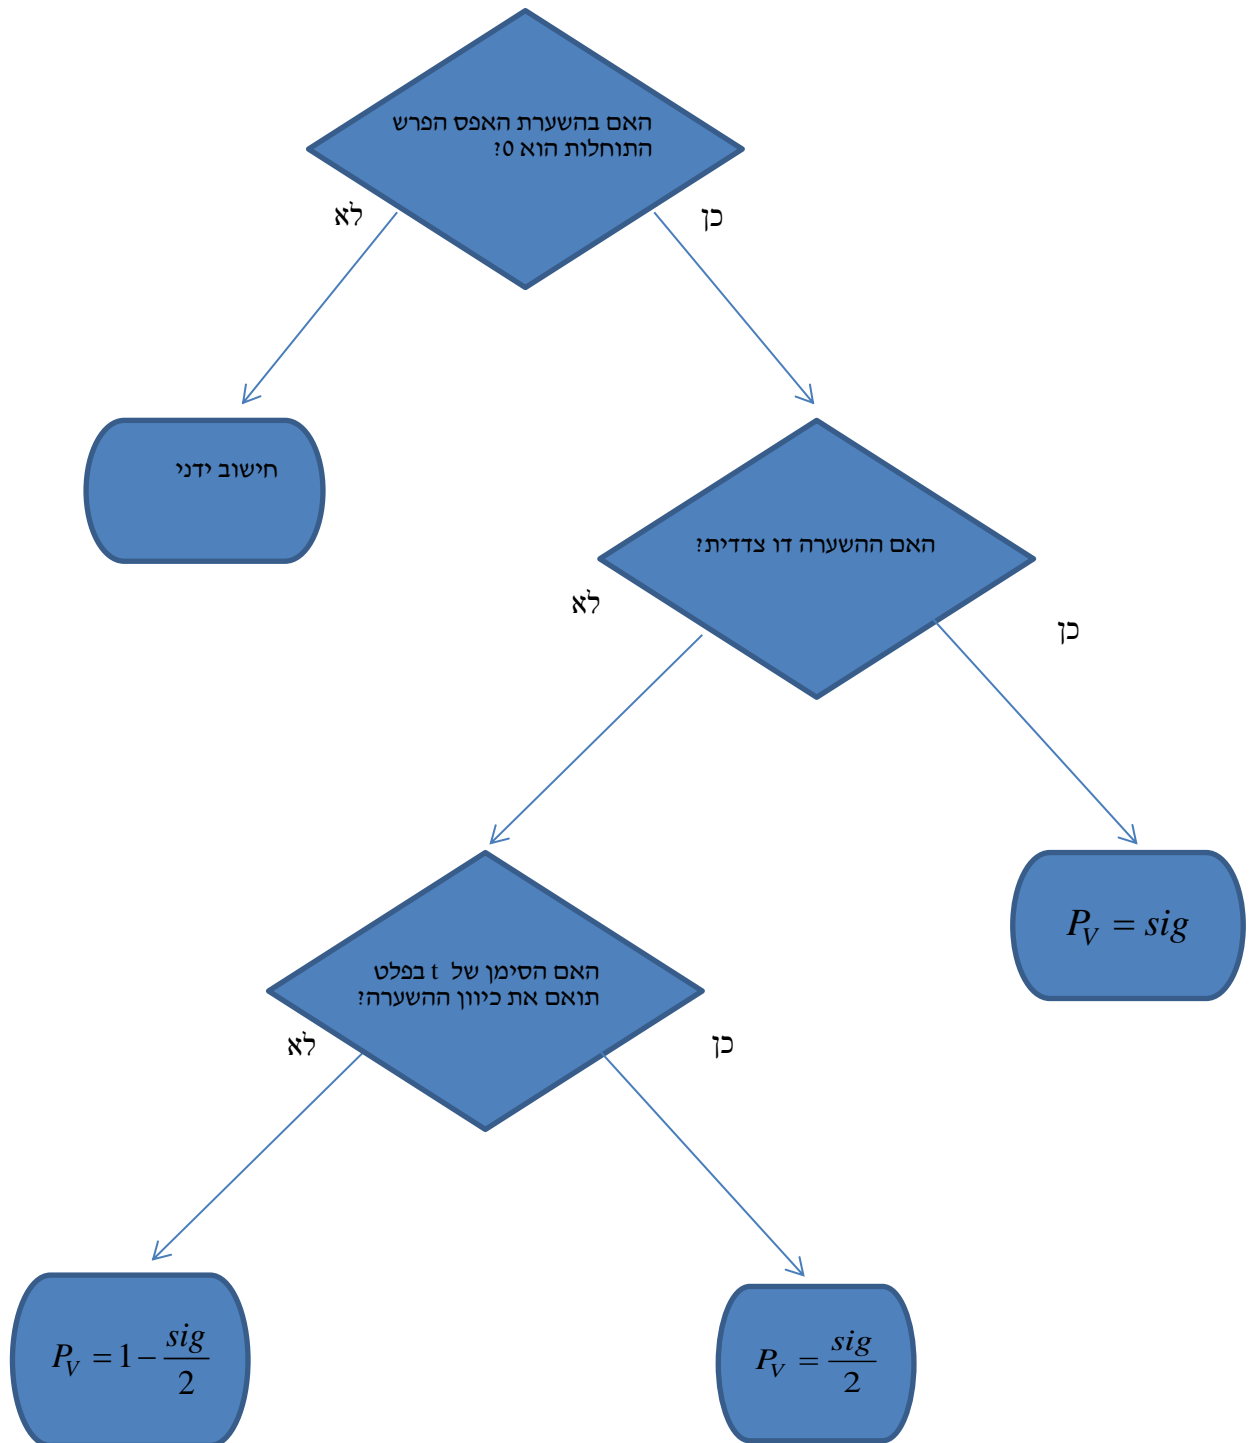 האם בהשערת האפס הפרש
התוחלות הוא 0?
לא
כן
חישוב ידני
האם ההשערה דו צדדית?
לא
כן
P_V = sig
האם הסימן של t בפלט
תואם את כיוון ההשערה?
לא
כן
P_V = 1 − sig/2
P_V = sig/2